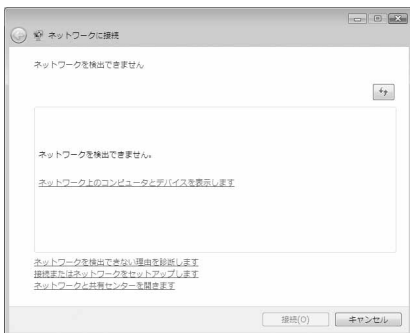 ネットワークに接続
ネットワークを検出できません
ネットワークを検出できません。
ネットワーク上のコンピュータとデバイスを表示します
ネットワークを検出できない理由を診断します
接続またはネットワークをセットアップします
ネットワークと共有センターを開きます
接続(O)
キャンセル